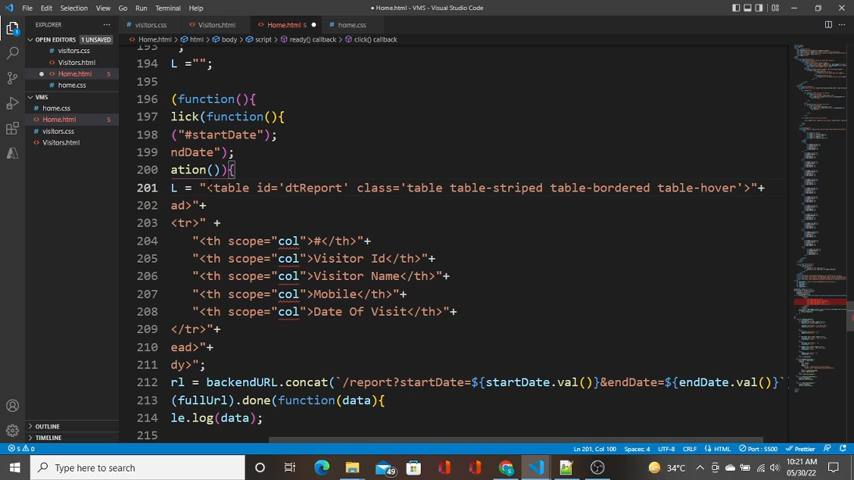 File Edit Selection View Go Run Terminal Help
● Home.html - VMS - Visual Studio Code
EXPLORER ...
# visitors.css <> Visitors.html <> Home.html 5 ● # home.css
OPEN EDITORS 1 UNSAVED
# visitors.css
<> Visitors.html
● <> Home.html 5
# home.css
VMS
# home.css
<> Home.html 5
# visitors.css
<> Visitors.html
OUTLINE
TIMELINE
<> Home.html > html > body > script > ready() callback > click() callback
193 ";
194 L ="";
195
196 (function(){
197 lick(function(){
198 ("#startDate");
199 ndDate");
200 ation()){
201 L = "<table id='dtReport' class='table table-striped table-bordered table-hover'>"+
202 ad>"+
203 <tr>" +
204 "<th scope="col">#</th>"+
205 "<th scope="col">Visitor Id</th>"+
206 "<th scope="col">Visitor Name</th>"+
207 "<th scope="col">Mobile</th>"+
208 "<th scope="col">Date Of Visit</th>"+
209 </tr>"+
210 ead>"+
211 dy>";
212 rl = backendURL.concat(`/report?startDate=${startDate.val()}&endDate=${endDate.val()}`
213 (fullUrl).done(function(data){
214 le.log(data);
215
5 0 Ln 201, Col 100 Spaces: 4 UTF-8 CRLF HTML Port : 5500 Prettier
Type here to search
49
34°C
10:21 AM
05/30/22